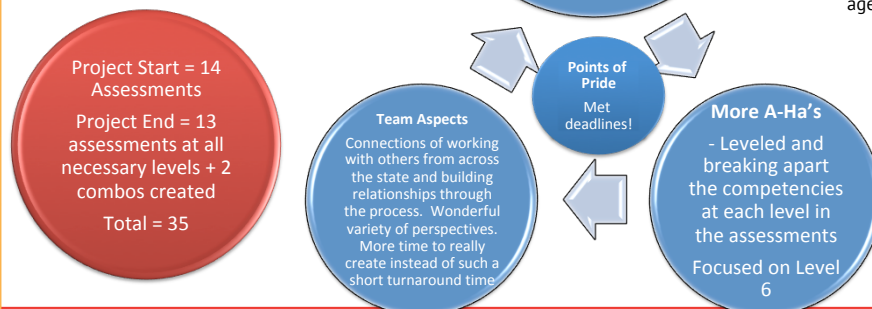 age
Project Start = 14
Assessments
Project End = 13
assessments at all
necessary levels + 2
combos created
Total = 35
Points of
Pride
Met
deadlines!
Team Aspects
Connections of working
with others from across
the state and building
relationships through
the process. Wonderful
variety of perspectives.
More time to really
create instead of such a
short turnaround time
More A-Ha's
- Leveled and
breaking apart
the competencies
at each level in
the assessments
Focused on Level
6